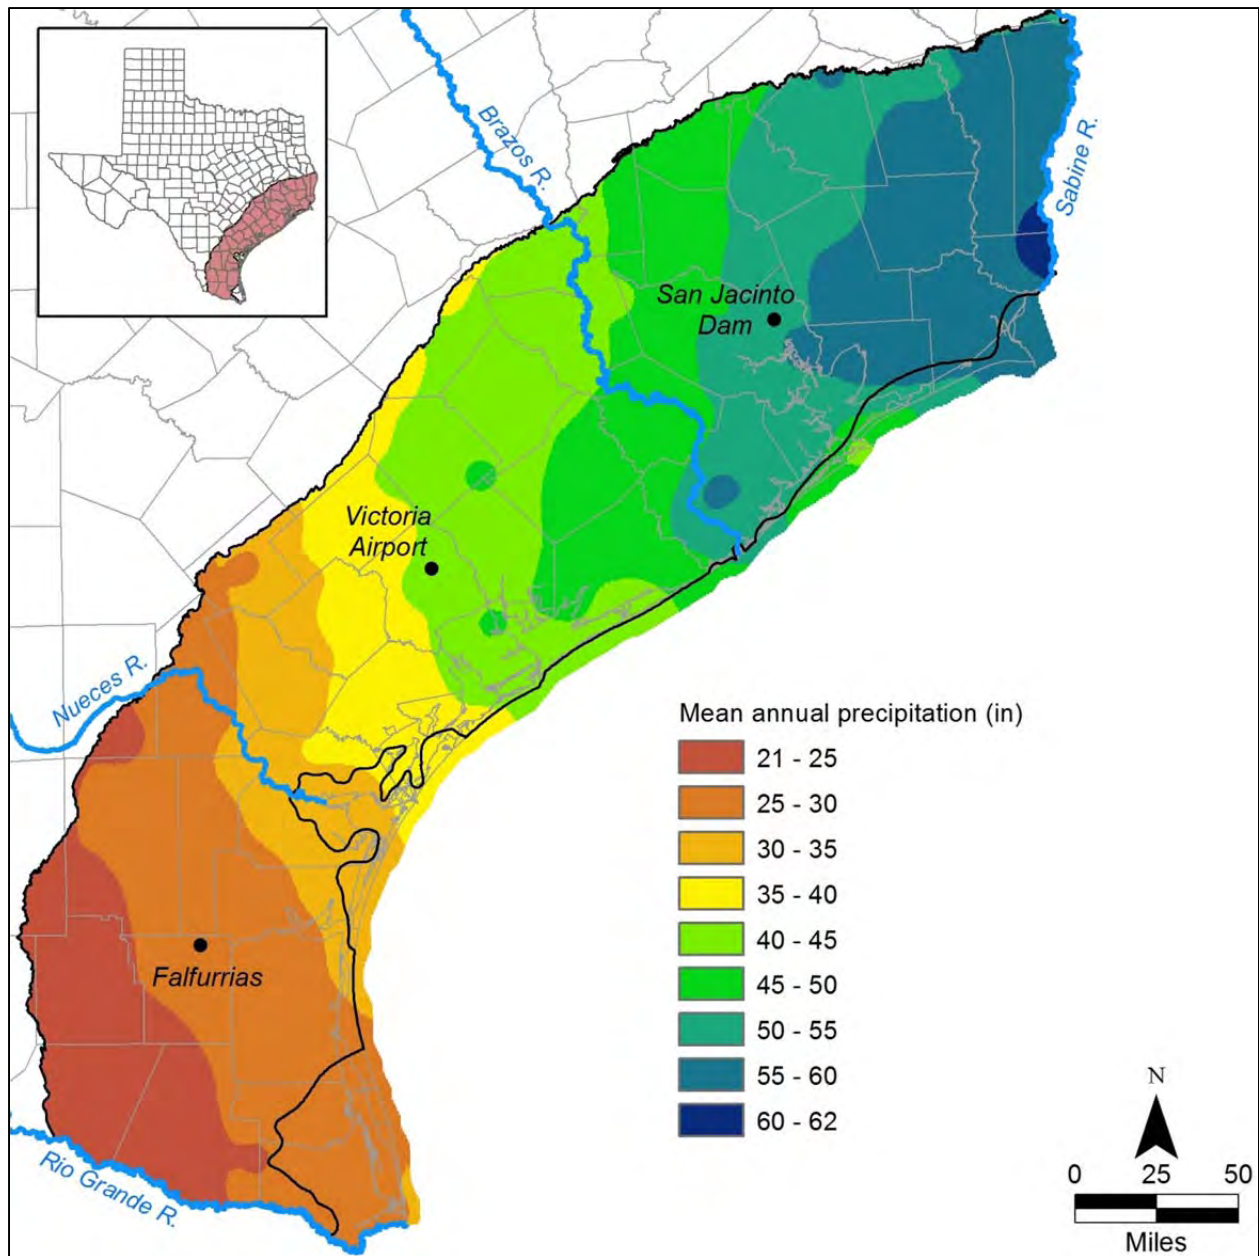 Brazos R.
Sabine R.
San Jacinto
Dam
Victoria
Airport
Nueces R.
Falfurrias
Rio Grande R.
Mean annual precipitation (in)
21 - 25
25 - 30
30 - 35
35 - 40
40 - 45
45 - 50
50 - 55
55 - 60
60 - 62
N
0 25 50
Miles